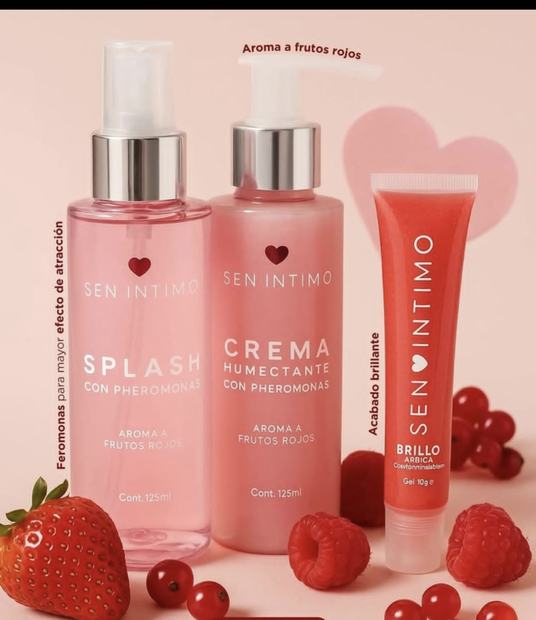 Aroma a frutos rojos
Feromonas para mayor efecto de atracción
SEN INTIMO
SPLASH
CON PHEROMONAS
AROMA A
FRUTOS ROJOS
Cont. 125ml
SEN INTIMO
CREMA
HUMECTANTE
CON PHEROMONAS
AROMA A
FRUTOS ROJOS
Cont. 125ml
Acabado brillante
SEN INTIMO
BRILLO
ARBICA
Gel 10g e